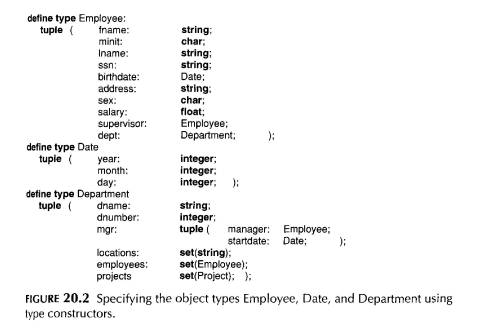 define type Employee:
tuple ( fname: string;
minit: char;
lname: string;
ssn: string;
birthdate: Date;
address: string;
sex: char;
salary: float;
supervisor: Employee;
dept: Department; );
define type Date
tuple ( year: integer;
month: integer;
day: integer; );
define type Department
tuple ( dname: string;
dnumber: integer;
mgr: tuple ( manager: Employee;
startdate: Date; );
locations: set(string);
employees: set(Employee);
projects set(Project); );
FIGURE 20.2 Specifying the object types Employee, Date, and Department using
type constructors.